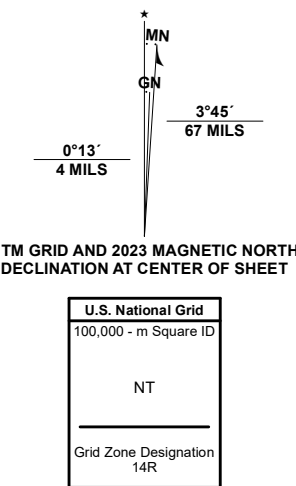 MN
GN
3°45´
67 MILS
0°13´
4 MILS
TM GRID AND 2023 MAGNETIC NORTH
DECLINATION AT CENTER OF SHEET
U.S. National Grid
100,000 - m Square ID
NT
Grid Zone Designation
14R